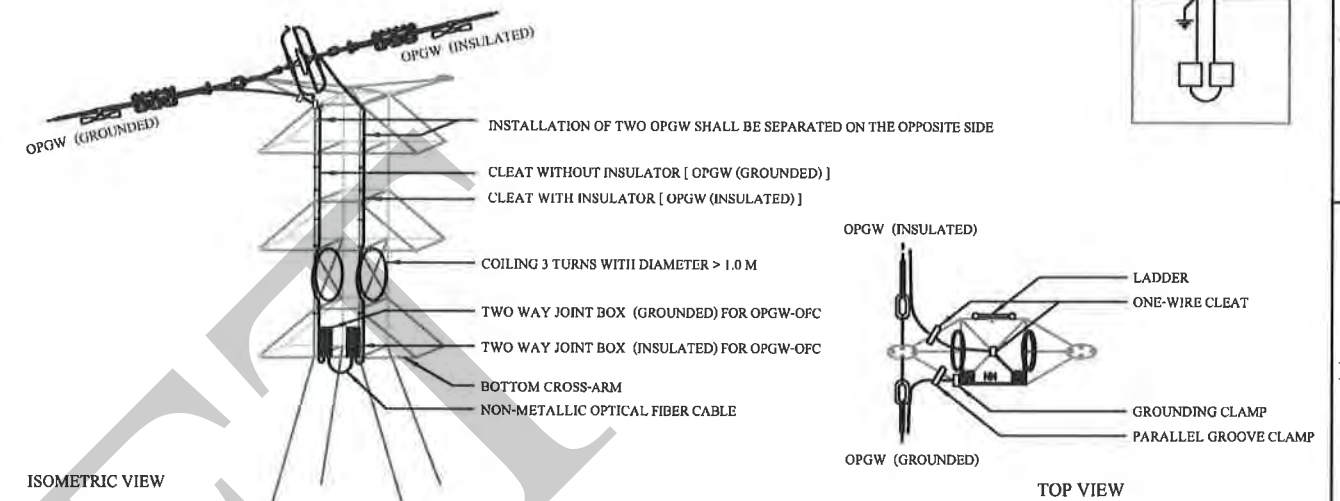 OPGW (INSULATED)
OPGW (GROUNDED)
INSTALLATION OF TWO OPGW SHALL BE SEPARATED ON THE OPPOSITE SIDE
CLEAT WITHOUT INSULATOR [ OPGW (GROUNDED) ]
CLEAT WITH INSULATOR [ OPGW (INSULATED) ]
COILING 3 TURNS WITH DIAMETER > 1.0 M
TWO WAY JOINT BOX (GROUNDED) FOR OPGW-OFC
TWO WAY JOINT BOX (INSULATED) FOR OPGW-OFC
BOTTOM CROSS-ARM
NON-METALLIC OPTICAL FIBER CABLE
ISOMETRIC VIEW
OPGW (INSULATED)
LADDER
ONE-WIRE CLEAT
GROUNDING CLAMP
PARALLEL GROOVE CLAMP
OPGW (GROUNDED)
TOP VIEW